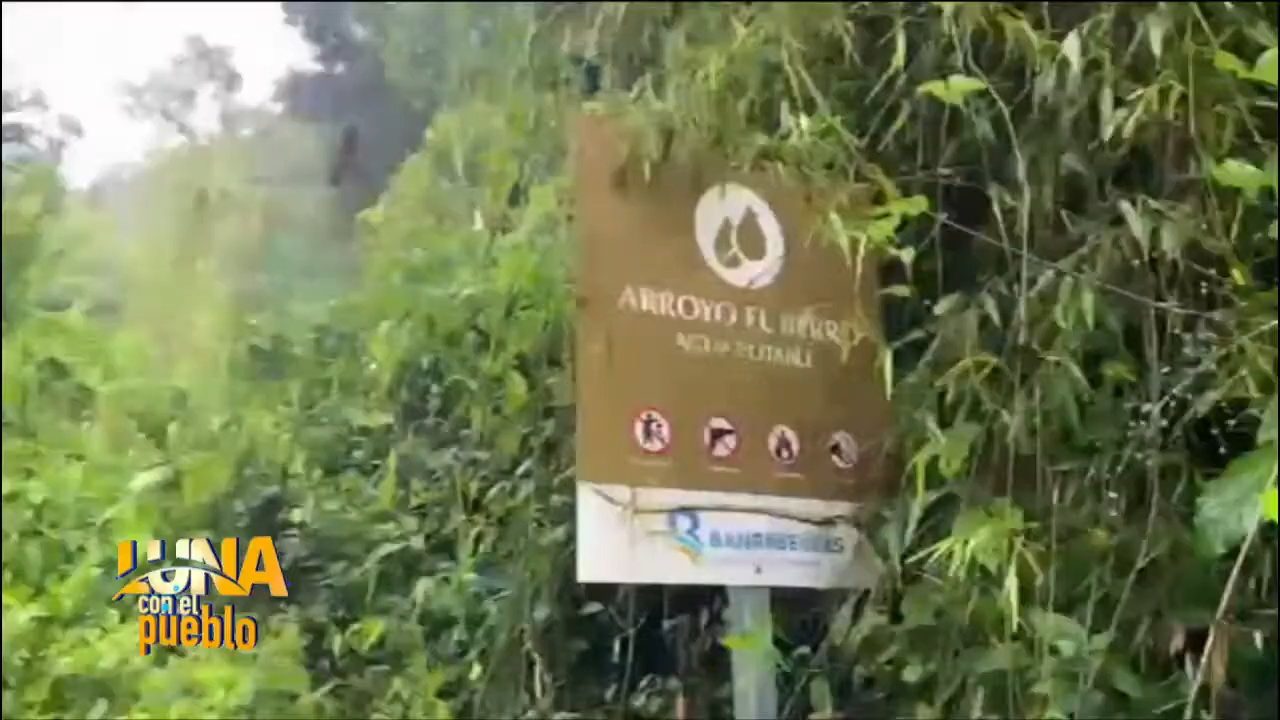 ARROYO EL BERRO
AGUA POTABLE
BANRESERVAS
LUNA
con el
pueblo